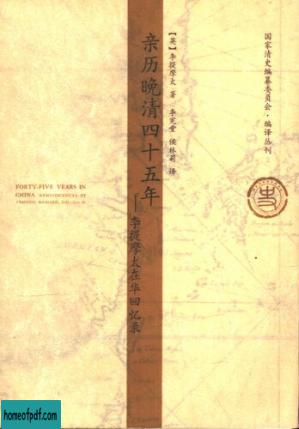 国家清史编纂委员会·编译丛刊
【英】李提摩太 著 李宪堂 侯林莉 译
亲历晚清四十五年
——李提摩太在华回忆录
FORTY-FIVE YEARS IN
CHINA
homeofpdf.com